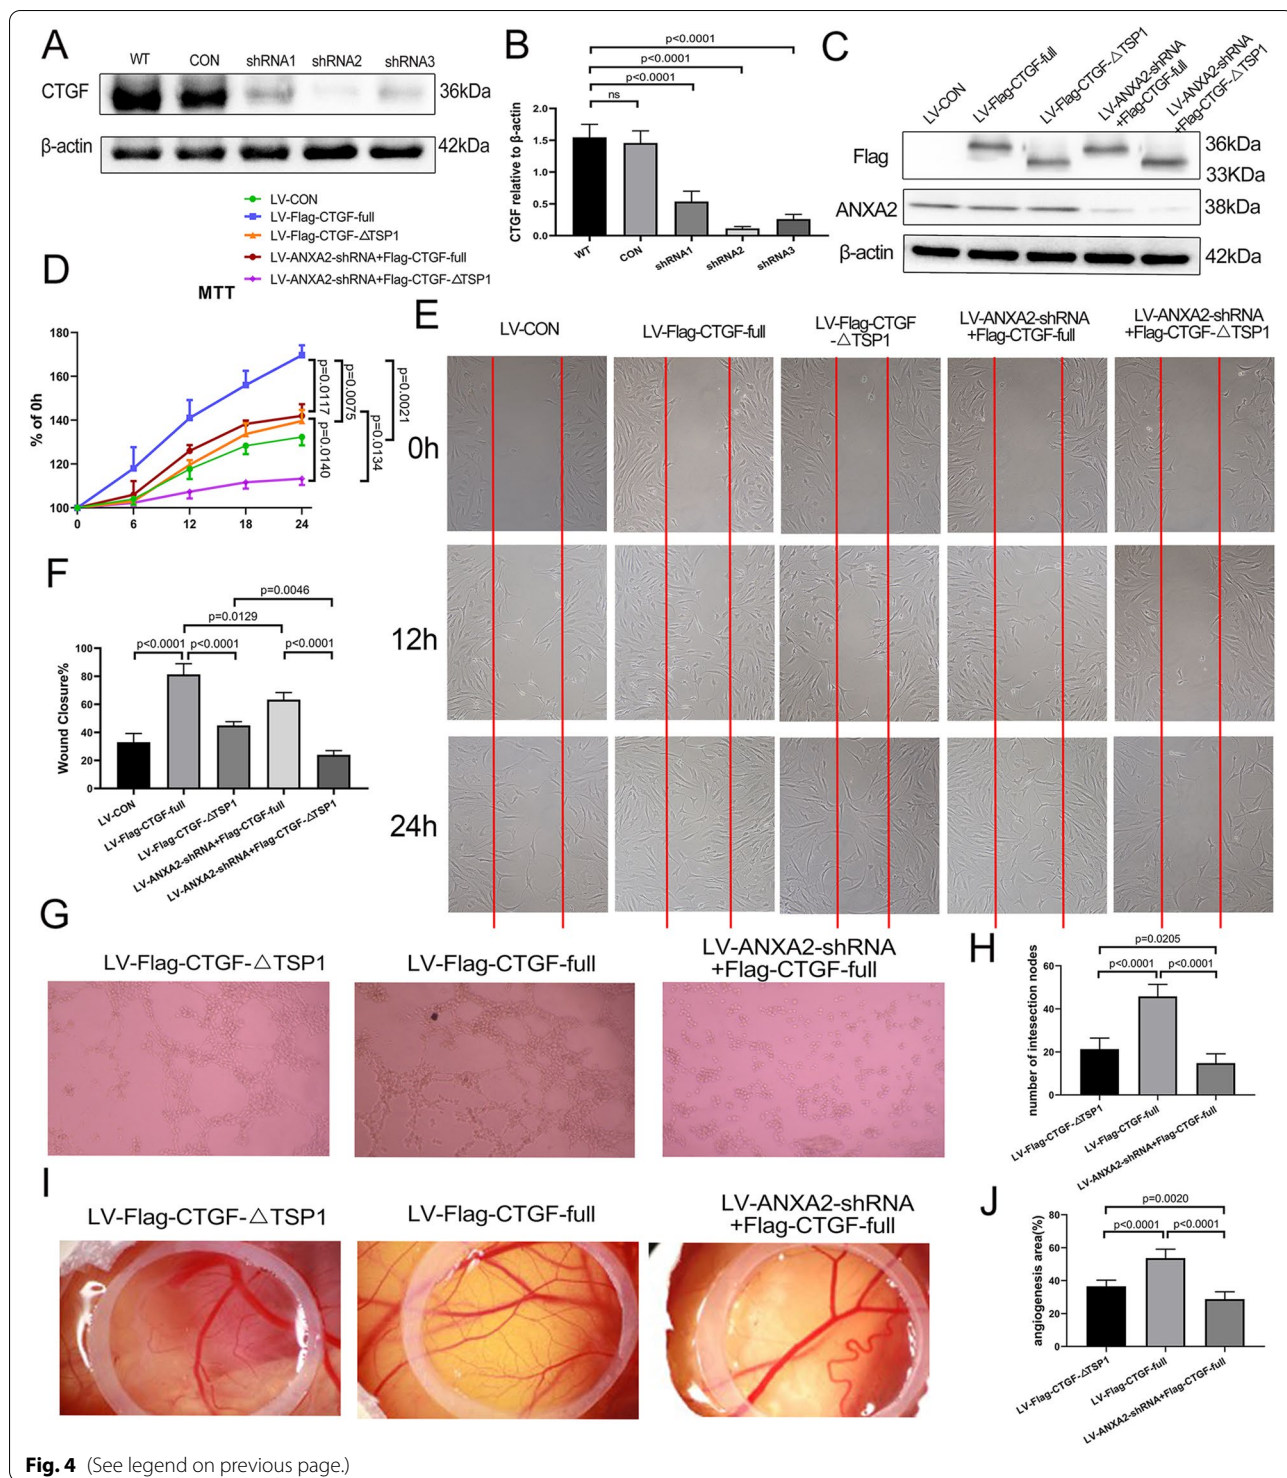 A
WT CON shRNA1 shRNA2 shRNA3
CTGF 36kDa
β-actin 42kDa
B
p<0.0001
p<0.0001
p<0.0001
ns
CTGF relative to β-actin
2.0
1.5
1.0
0.5
0.0
WT CON shRNA1 shRNA2 shRNA3
C
LV-CON
LV-Flag-CTGF-full
LV-Flag-CTGF-△TSP1
LV-ANXA2-shRNA
+Flag-CTGF-full
LV-ANXA2-shRNA
+Flag-CTGF-△TSP1
Flag 36kDa
33KDa
ANXA2 38kDa
β-actin 42kDa
LV-CON
LV-Flag-CTGF-full
LV-Flag-CTGF-△TSP1
LV-ANXA2-shRNA+Flag-CTGF-full
LV-ANXA2-shRNA+Flag-CTGF-△TSP1
D
MTT
% of 0h
180
160
140
120
100
0 6 12 18 24
p=0.0117
p=0.0075
p=0.0021
p=0.0140
p=0.0134
E
LV-CON
LV-Flag-CTGF-full
LV-Flag-CTGF
-△TSP1
LV-ANXA2-shRNA
+Flag-CTGF-full
LV-ANXA2-shRNA
+Flag-CTGF-△TSP1
0h
12h
24h
F
p=0.0046
p=0.0129
p<0.0001 p<0.0001 p<0.0001
Wound Closure%
100
80
60
40
20
0
LV-CON
LV-Flag-CTGF-full
LV-Flag-CTGF-△TSP1
LV-ANXA2-shRNA+Flag-CTGF-full
LV-ANXA2-shRNA+Flag-CTGF-△TSP1
G
LV-Flag-CTGF-△TSP1
LV-Flag-CTGF-full
LV-ANXA2-shRNA
+Flag-CTGF-full
H
p=0.0205
p<0.0001 p<0.0001
number of intesection nodes
60
40
20
0
LV-Flag-CTGF-△TSP1
LV-Flag-CTGF-full
LV-ANXA2-shRNA+Flag-CTGF-full
I
LV-Flag-CTGF-△TSP1
LV-Flag-CTGF-full
LV-ANXA2-shRNA
+Flag-CTGF-full
J
p=0.0020
p<0.0001 p<0.0001
angiogenesis area(%)
80
60
40
20
0
LV-Flag-CTGF-△TSP1
LV-Flag-CTGF-full
LV-ANXA2-shRNA+Flag-CTGF-full
Fig. 4 (See legend on previous page.)